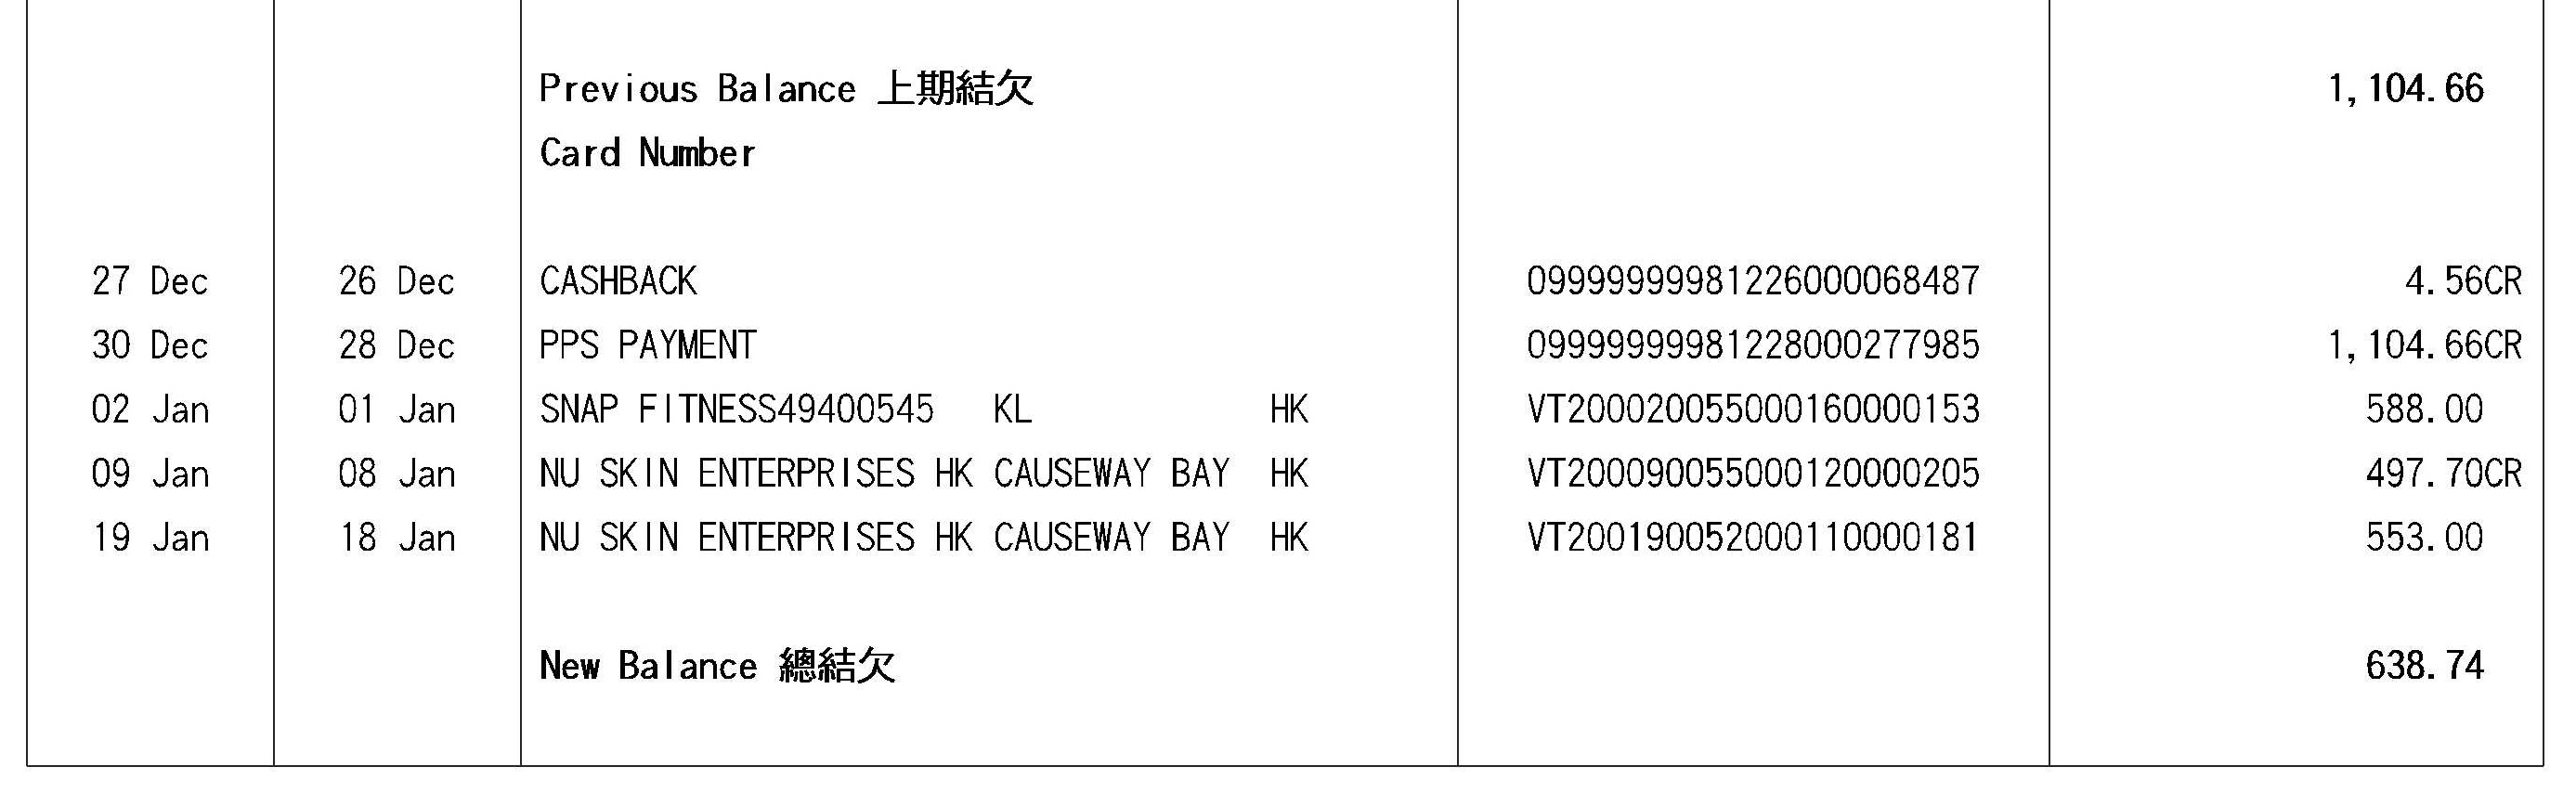 Previous Balance 上期結欠 1,104.66
Card Number
27 Dec 26 Dec CASHBACK 09999999981226000068487 4.56CR
30 Dec 28 Dec PPS PAYMENT 09999999981228000277985 1,104.66CR
02 Jan 01 Jan SNAP FITNESS49400545 KL HK VT200020055000160000153 588.00
09 Jan 08 Jan NU SKIN ENTERPRISES HK CAUSEWAY BAY HK VT200090055000120000205 497.70CR
19 Jan 18 Jan NU SKIN ENTERPRISES HK CAUSEWAY BAY HK VT200190052000110000181 553.00
New Balance 總結欠 638.74